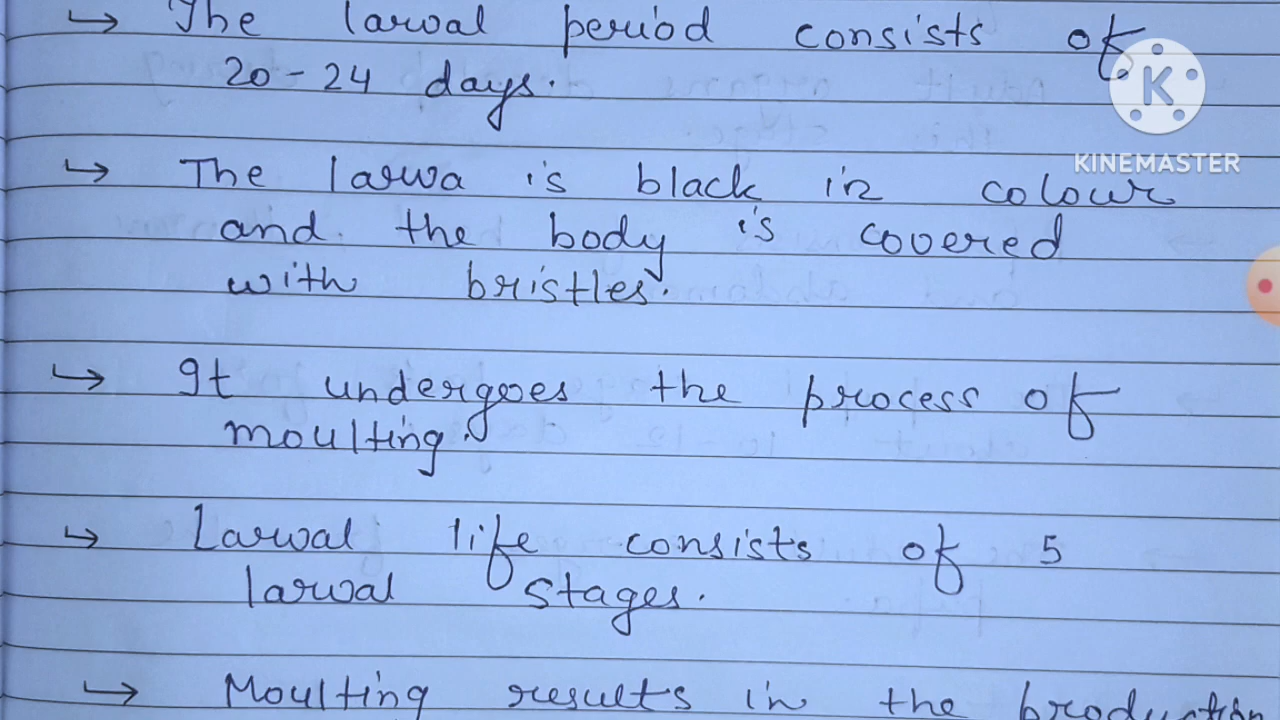 → The larval period consists of
20-24 days.
→ The larva is black in colour
and the body is covered
with bristles.
→ It undergoes the process of
moulting.
→ Larval life consists of 5
larval stages.
→ Moulting results in the production
K
KINEMASTER